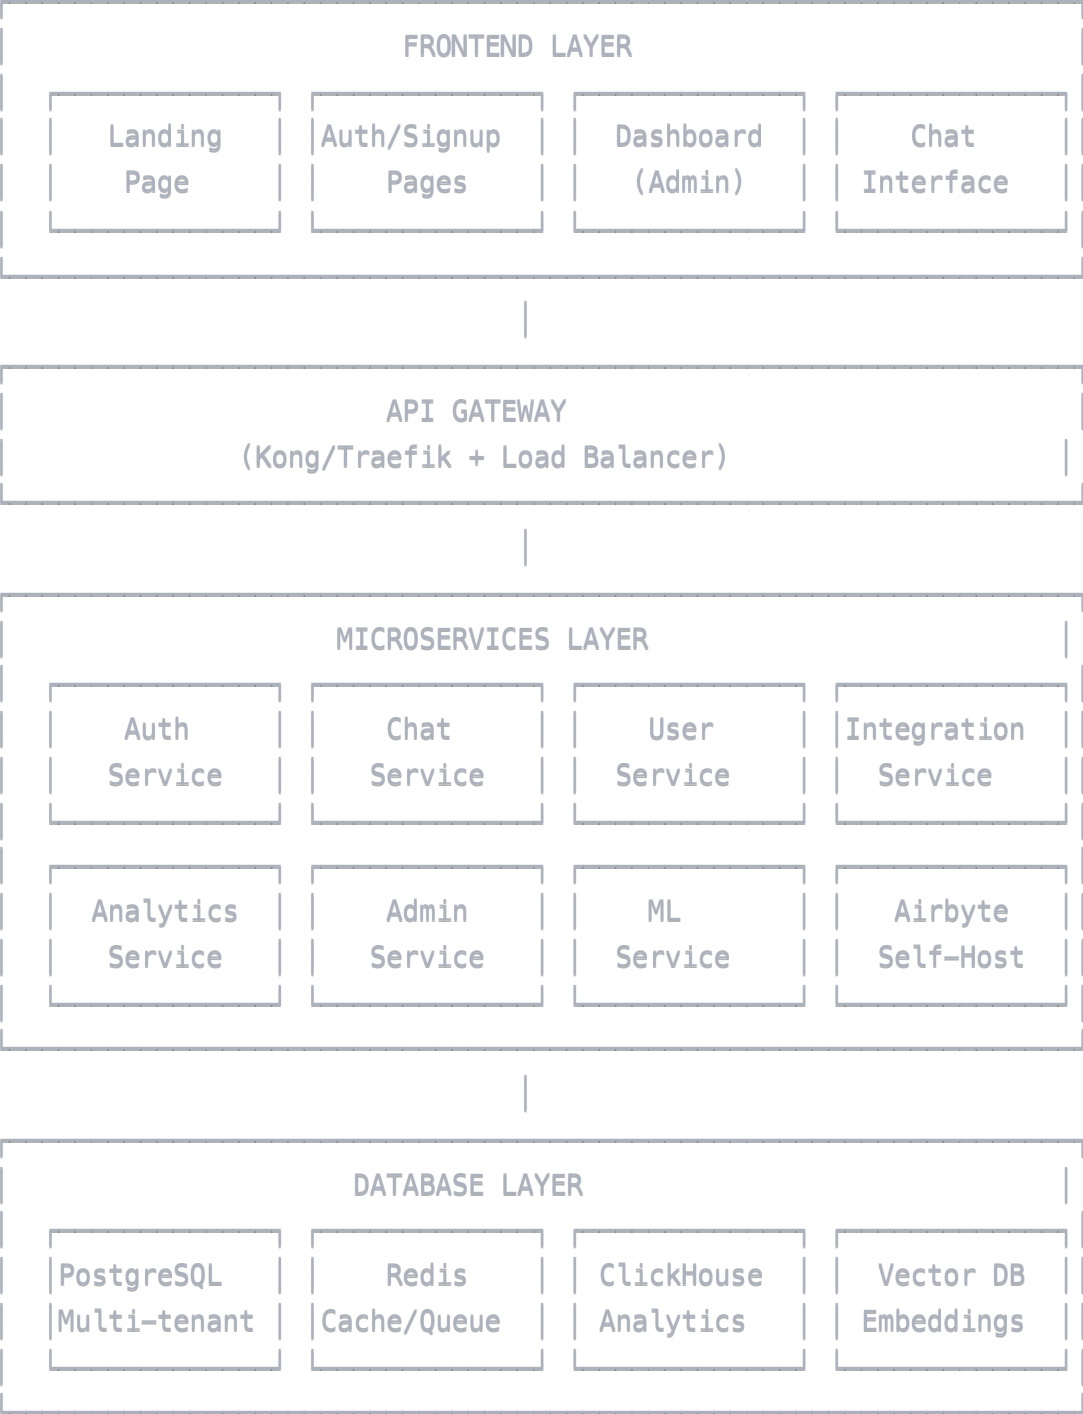 FRONTEND LAYER
Landing Page
Auth/Signup Pages
Dashboard (Admin)
Chat Interface
API GATEWAY
(Kong/Traefik + Load Balancer)
MICROSERVICES LAYER
Auth Service
Chat Service
User Service
Integration Service
Analytics Service
Admin Service
ML Service
Airbyte Self-Host
DATABASE LAYER
PostgreSQL Multi-tenant
Redis Cache/Queue
ClickHouse Analytics
Vector DB Embeddings